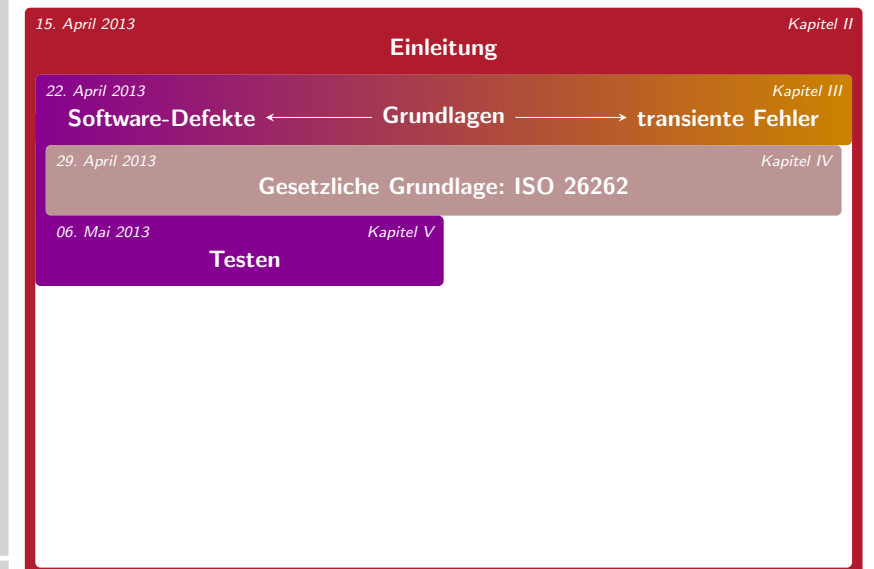 15. April 2013 Kapitel II
Einleitung
22. April 2013 Kapitel III
Software-Defekte Grundlagen transiente Fehler
29. April 2013 Kapitel IV
Gesetzliche Grundlage: ISO 26262
06. Mai 2013 Kapitel V
Testen